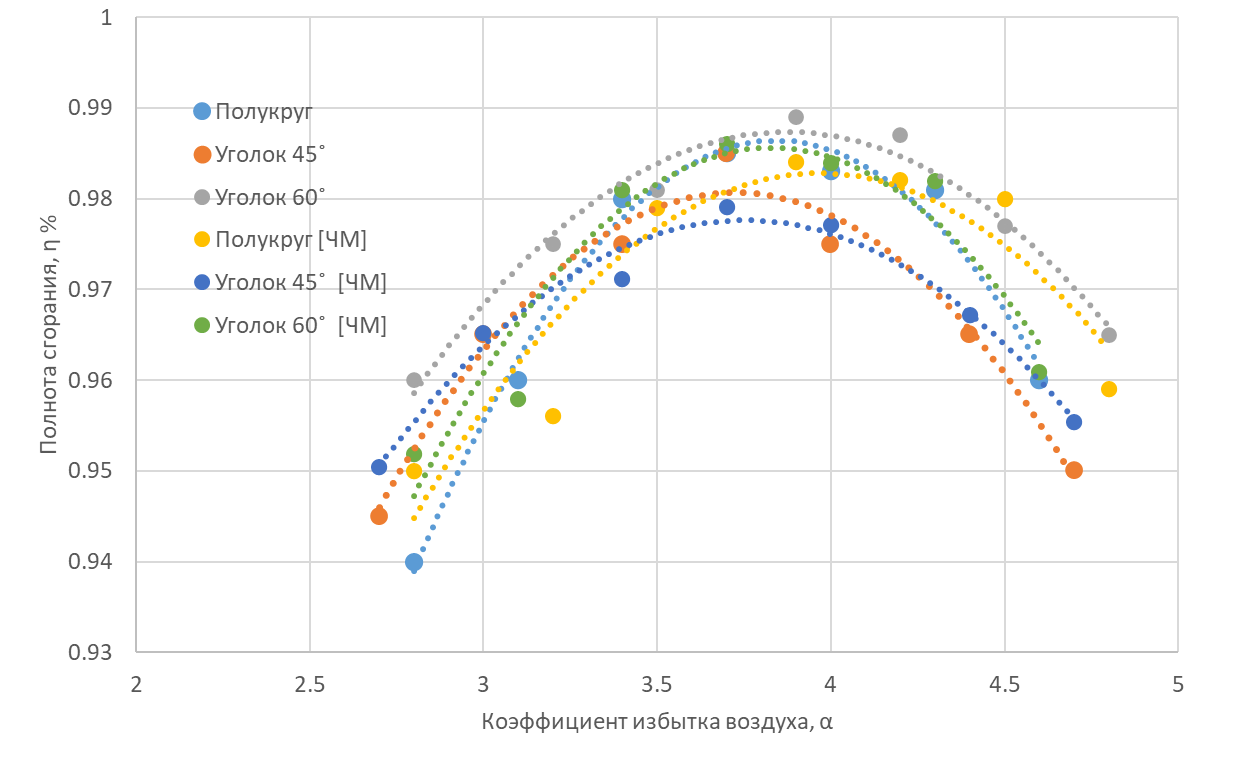 1
0.99
0.98
0.97
0.96
0.95
0.94
0.93
Полнота сгорания, η %
Полукруг
Уголок 45˚
Уголок 60˚
Полукруг [ЧМ]
Уголок 45˚ [ЧМ]
Уголок 60˚ [ЧМ]
2 2.5 3 3.5 4 4.5 5
Коэффициент избытка воздуха, α